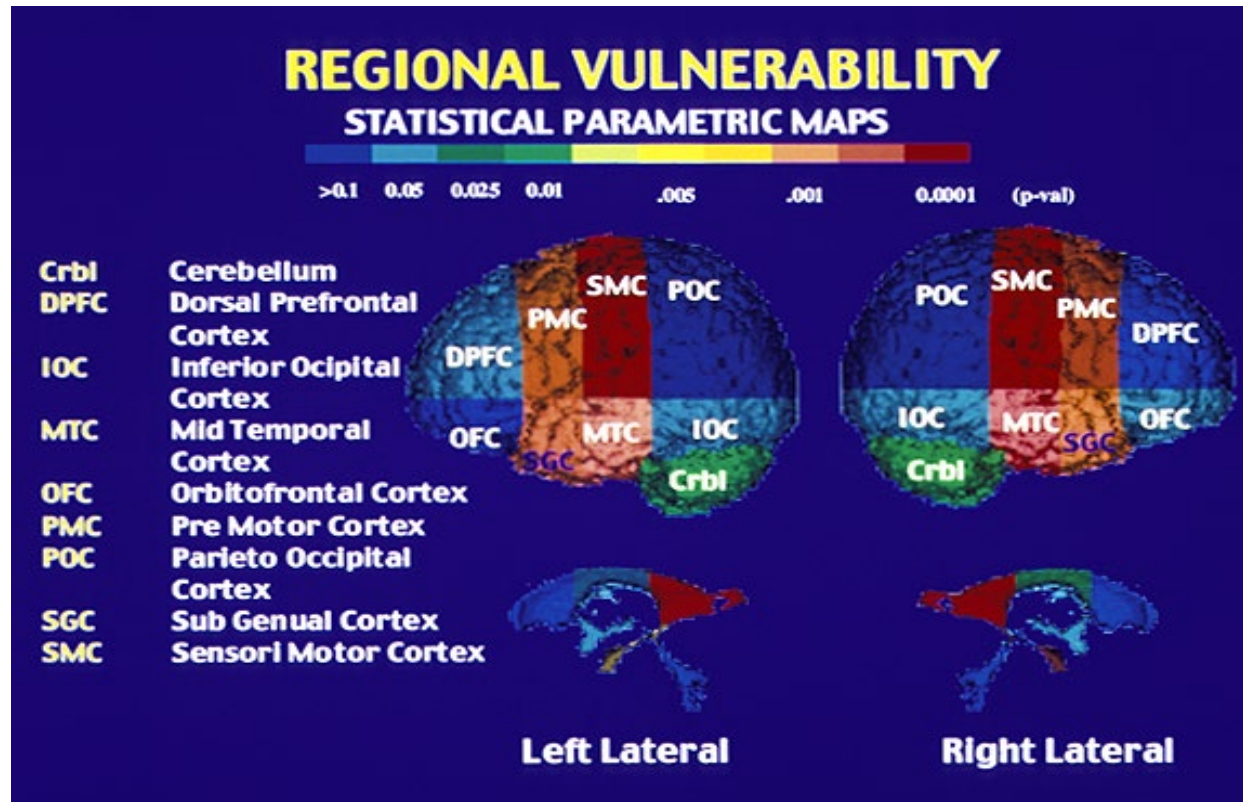 REGIONAL VULNERABILITY
STATISTICAL PARAMETRIC MAPS
>0.1 0.05 0.025 0.01 .005 .001 0.0001 (p-val)
Crbl Cerebellum
DPFC Dorsal Prefrontal
Cortex
IOC Inferior Ocipital
Cortex
MTC Mid Temporal
Cortex
OFC Orbitofrontal Cortex
PMC Pre Motor Cortex
POC Parieto Occipital
Cortex
SGC Sub Genual Cortex
SMC Sensori Motor Cortex
SMC POC
PMC
DPFC
OFC MTC IOC
SGC
Crbl
POC SMC
PMC
DPFC
IOC MTC OFC
SGC
Crbl
Left Lateral
Right Lateral